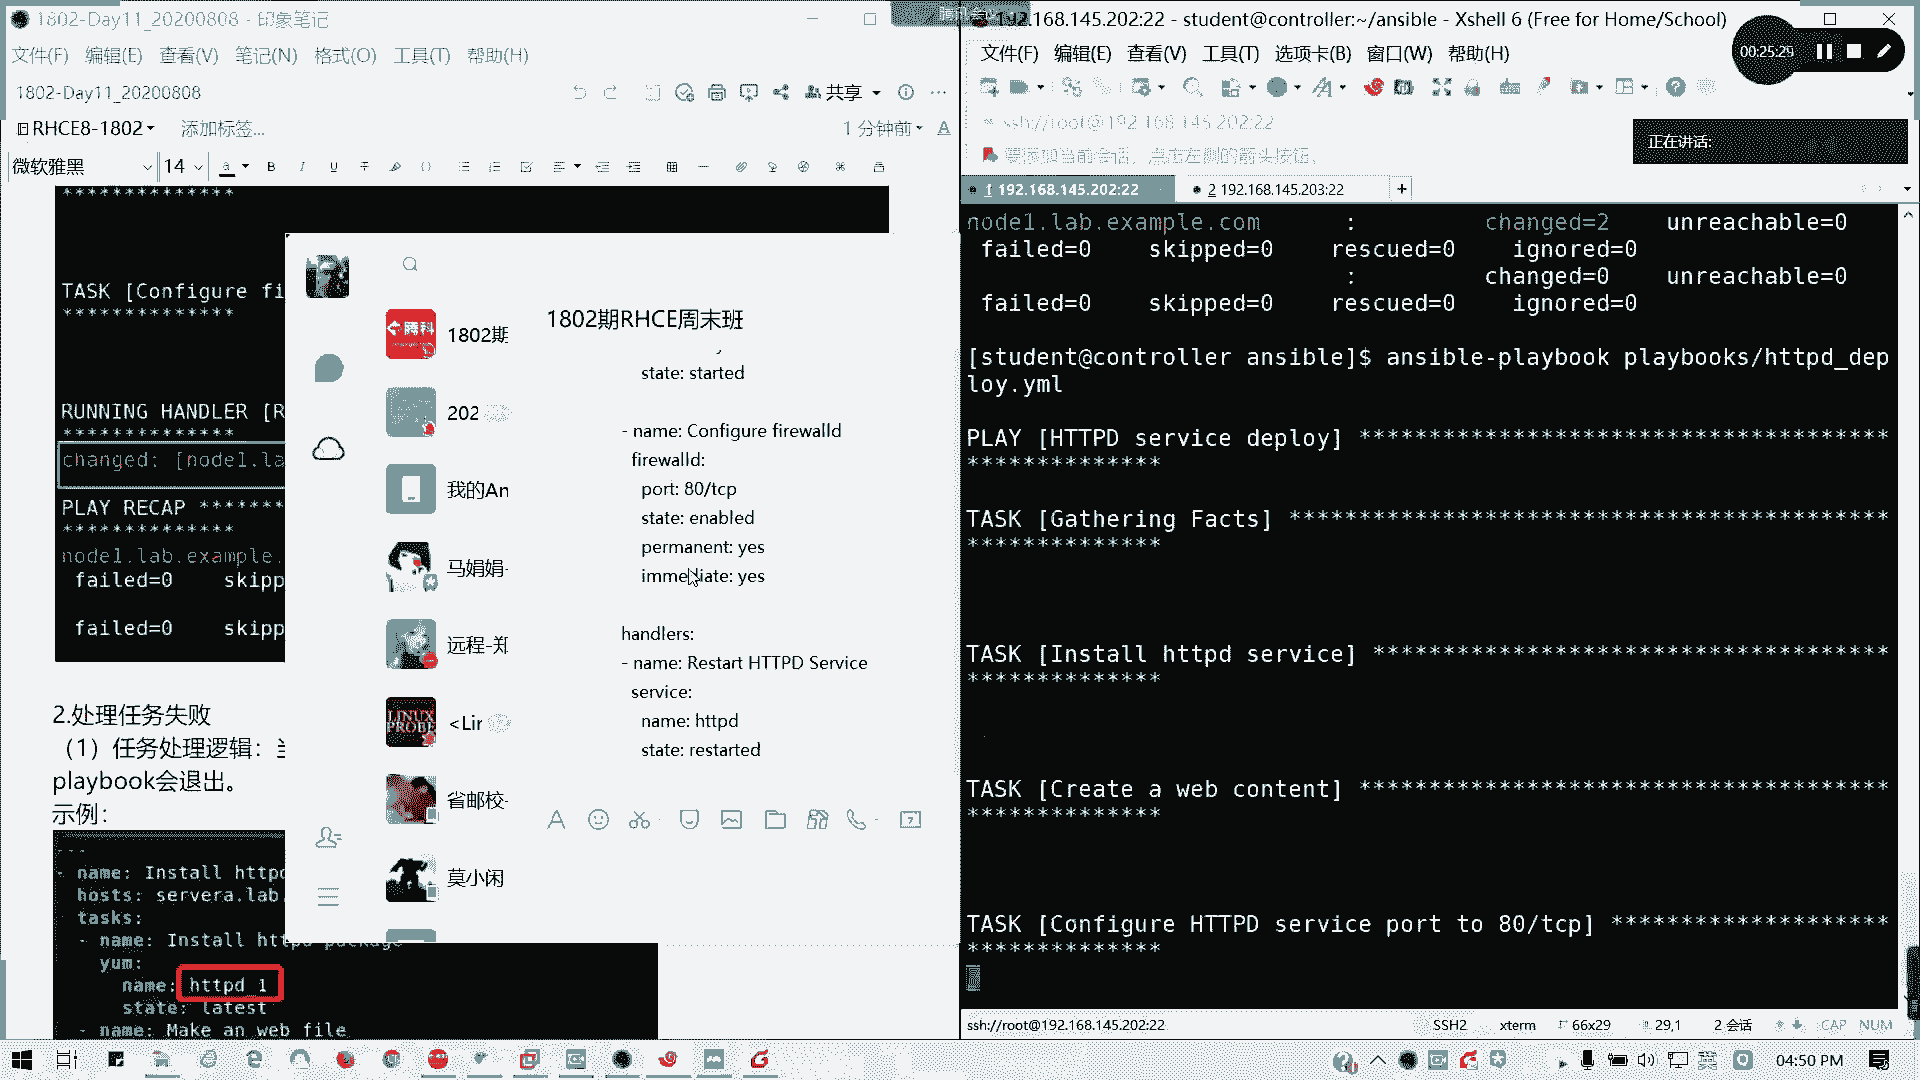 1802-Day11_20200808 - 印象笔记
文件(F) 编辑(E) 查看(V) 笔记(N) 格式(O) 工具(T) 帮助(H)
1802-Day11_20200808
共享
RHCE8-1802
添加标签...
1 分钟前
微软雅黑
14
**************
TASK [Configure fi
**************
RUNNING HANDLER [R
**************
changed: [node1.la
PLAY RECAP *******
**************
node1.lab.example.
failed=0 skipp
failed=0 skipp
2.处理任务失败
（1）任务处理逻辑：
playbook会退出。
示例：
---
- name: Install httpd
hosts: servera.lab.
tasks:
- name: Install httpd package
yum:
name: httpd_1
state: latest
- name: Make an web file
1802期
202
我的An
马娟娟-
远程-郑
<Lir
LINUX PROBE
省邮校-
莫小闲
腾科
1802期RHCE周末班
state: started
- name: Configure firewalld
firewalld:
port: 80/tcp
state: enabled
permanent: yes
immediate: yes
handlers:
- name: Restart HTTPD Service
service:
name: httpd
state: restarted
192.168.145.202:22 - student@controller:~/ansible - Xshell 6 (Free for Home/School)
文件(F) 编辑(E) 查看(V) 工具(T) 选项卡(B) 窗口(W) 帮助(H)
00:25:29
ssh://root@192.168.145.202:22
要添加当前会话，点击左侧的箭头按钮。
正在讲话:
1 192.168.145.202:22
2 192.168.145.203:22
node1.lab.example.com : changed=2 unreachable=0
failed=0 skipped=0 rescued=0 ignored=0
: changed=0 unreachable=0
failed=0 skipped=0 rescued=0 ignored=0
[student@controller ansible]$ ansible-playbook playbooks/httpd_dep
loy.yml
PLAY [HTTPD service deploy] *****************************************
***************
TASK [Gathering Facts] **********************************************
***************
TASK [Install httpd service] ****************************************
***************
TASK [Create a web content] *****************************************
***************
TASK [Configure HTTPD service port to 80/tcp] *********************
***************
ssh://root@192.168.145.202:22
SSH2
xterm
66x29
29,1
2 会话
CAP NUM
英
04:50 PM